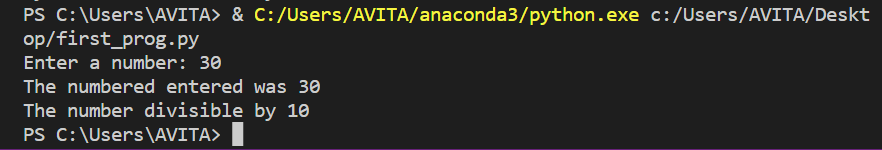 PS C:\Users\AVITA> & C:/Users/AVITA/anaconda3/python.exe c:/Users/AVITA/Deskt
op/first_prog.py
Enter a number: 30
The numbered entered was 30
The number divisible by 10
PS C:\Users\AVITA>